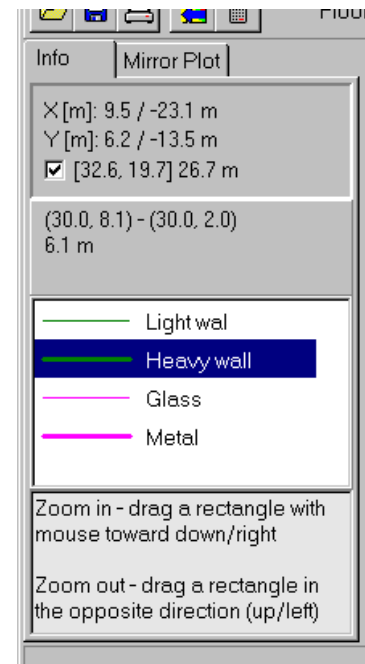 Info
Mirror Plot
X [m]: 9.5 / -23.1 m
Y [m]: 6.2 / -13.5 m
[32.6, 19.7] 26.7 m
(30.0, 8.1) - (30.0, 2.0)
6.1 m
Light wal
Heavy wall
Glass
Metal
Zoom in - drag a rectangle with
mouse toward down/right
Zoom out - drag a rectangle in
the opposite direction (up/left)